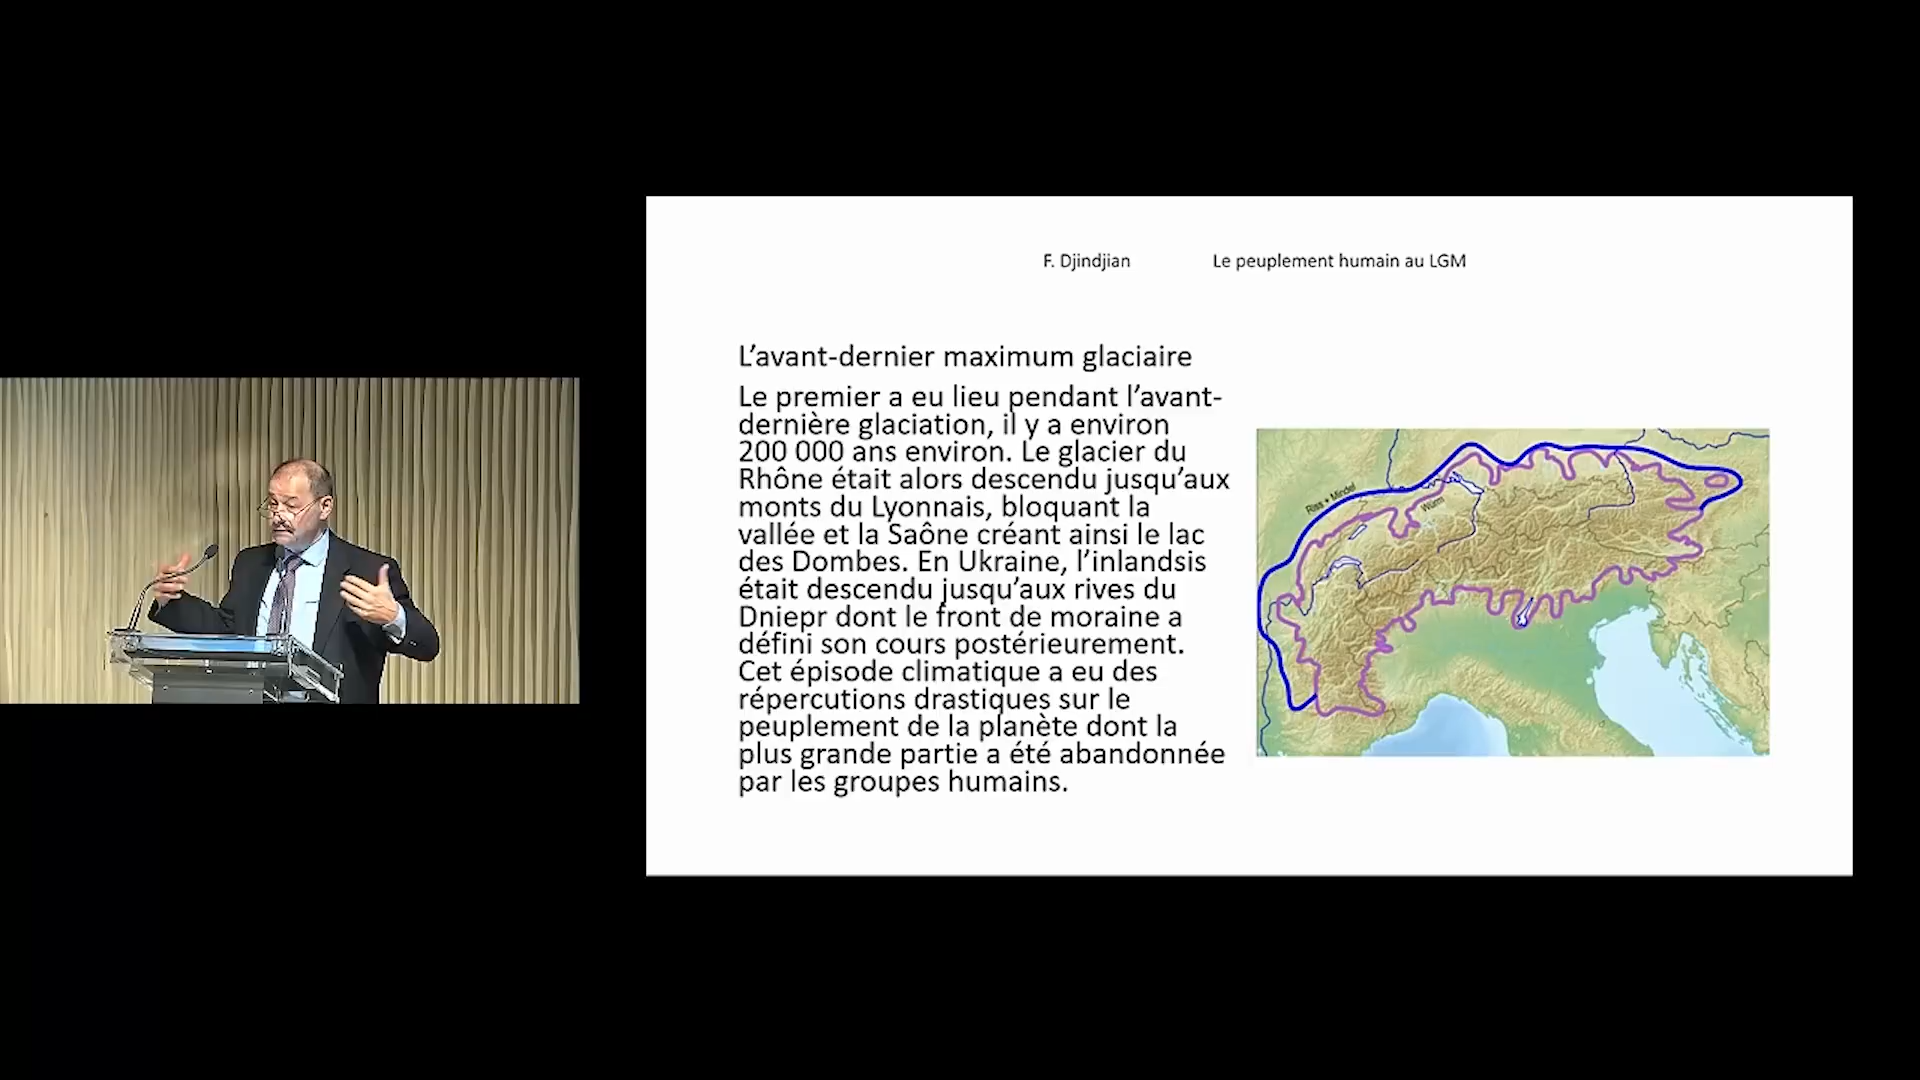 F. Djindjian Le peuplement humain au LGM
L’avant-dernier maximum glaciaire
Le premier a eu lieu pendant l’avant-
dernière glaciation, il y a environ
200 000 ans environ. Le glacier du
Rhône était alors descendu jusqu’aux
monts du Lyonnais, bloquant la
vallée et la Saône créant ainsi le lac
des Dombes. En Ukraine, l’inlandsis
était descendu jusqu’aux rives du
Dniepr dont le front de moraine a
défini son cours postérieurement.
Cet épisode climatique a eu des
répercutions drastiques sur le
peuplement de la planète dont la
plus grande partie a été abandonnée
par les groupes humains.
Riss + Mindel
Würm